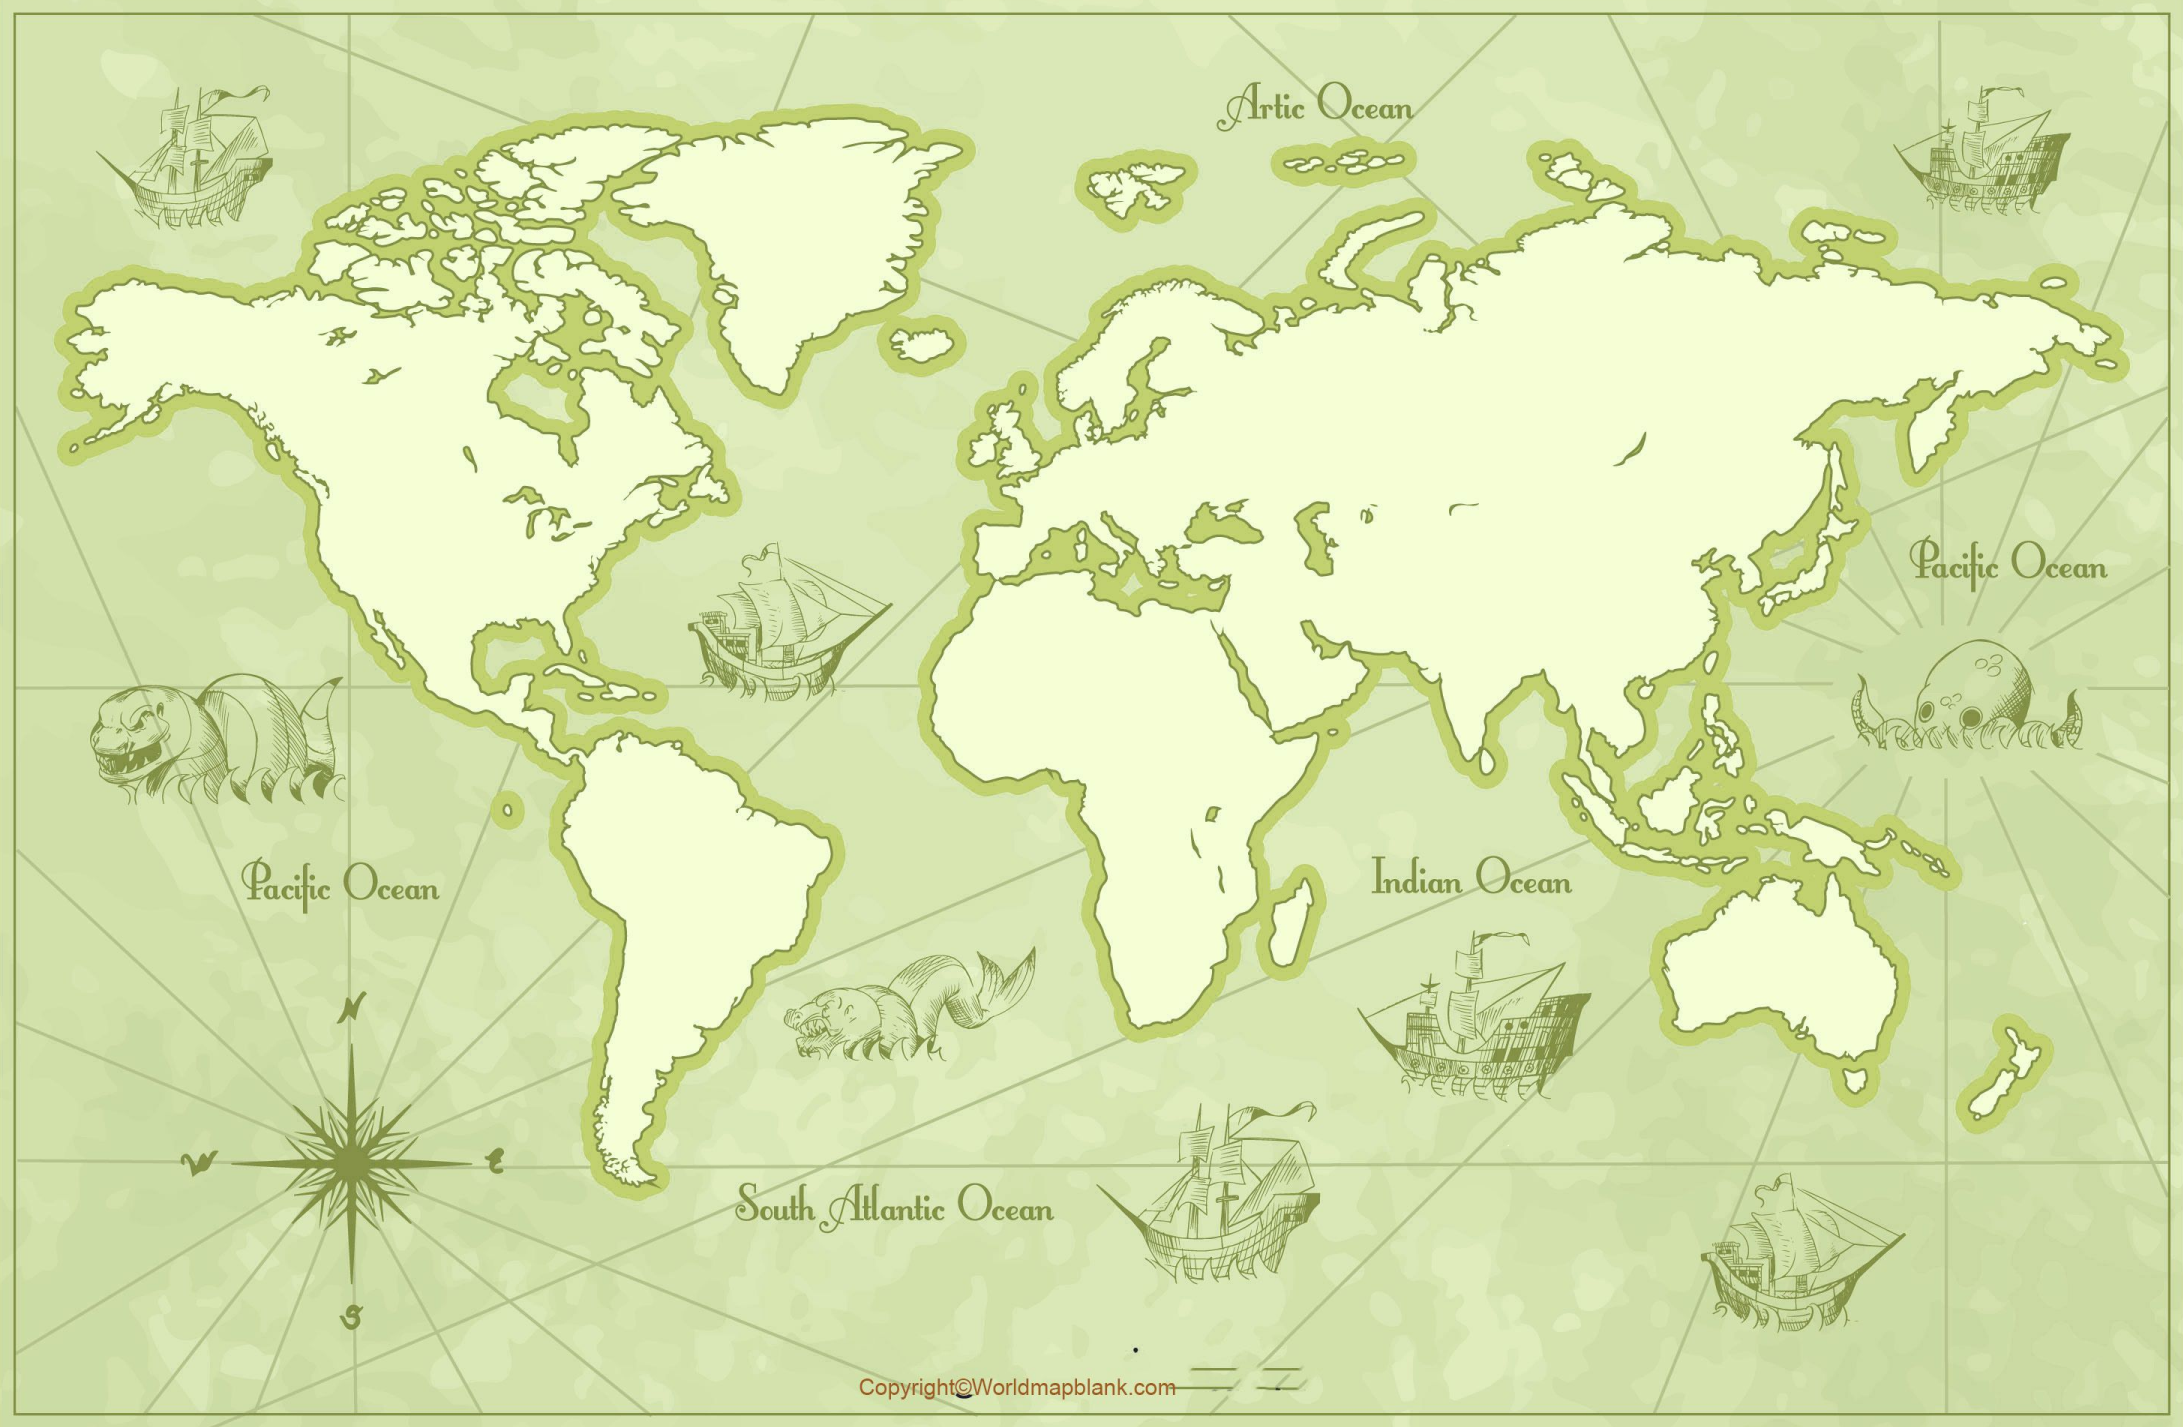 Artic Ocean
Pacific Ocean
Pacific Ocean
Indian Ocean
N
W
E
S
South Atlantic Ocean
Copyright©Worldmapblank.com